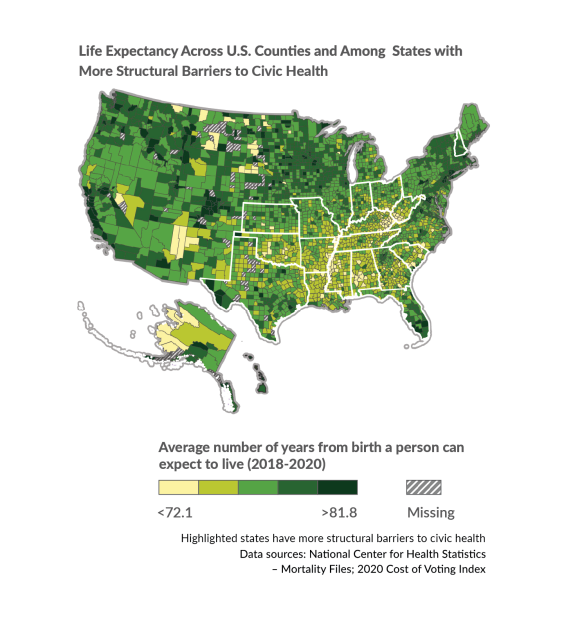 Life Expectancy Across U.S. Counties and Among States with
More Structural Barriers to Civic Health
Average number of years from birth a person can
expect to live (2018-2020)
<72.1 >81.8 Missing
Highlighted states have more structural barriers to civic health
Data sources: National Center for Health Statistics
– Mortality Files; 2020 Cost of Voting Index